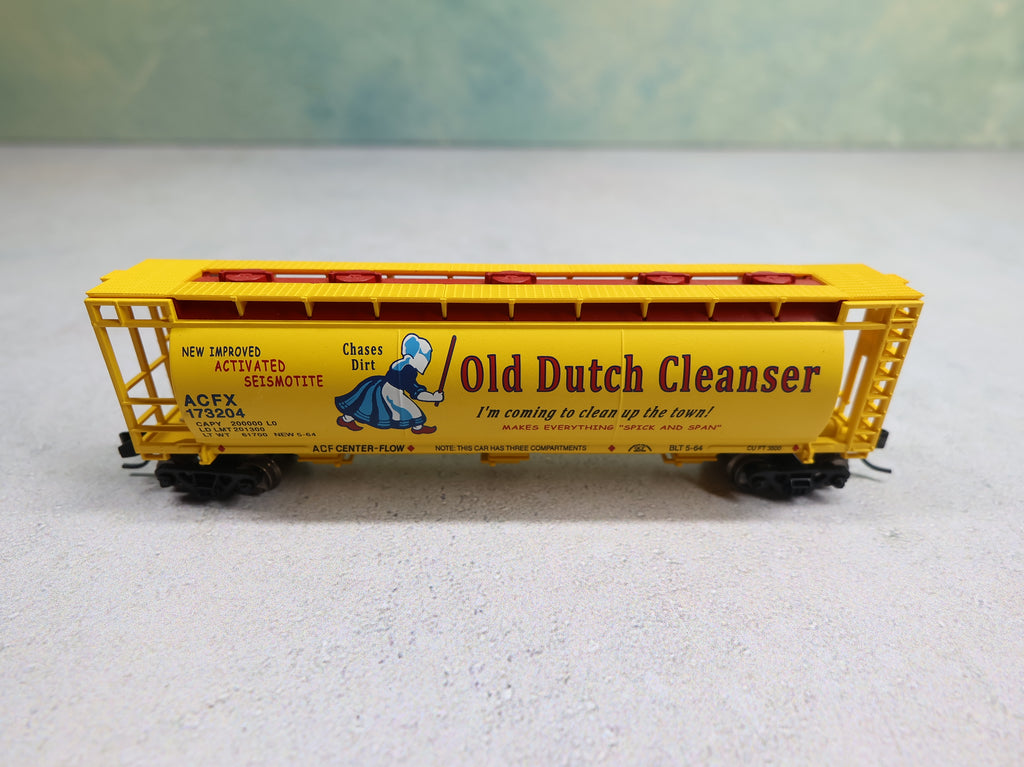 NEW IMPROVED
ACTIVATED
SEISMOTITE
Chases
Dirt
Old Dutch Cleanser
I'm coming to clean up the town!
MAKES EVERYTHING "SPICK AND SPAN"
ACFX
173204
CAPY 200000 LD
LD LMT 201300
LT WT 61700 NEW 5-64
ACF CENTER-FLOW
NOTE: THIS CAR HAS THREE COMPARTMENTS
BLT 5-64
CU FT 3500